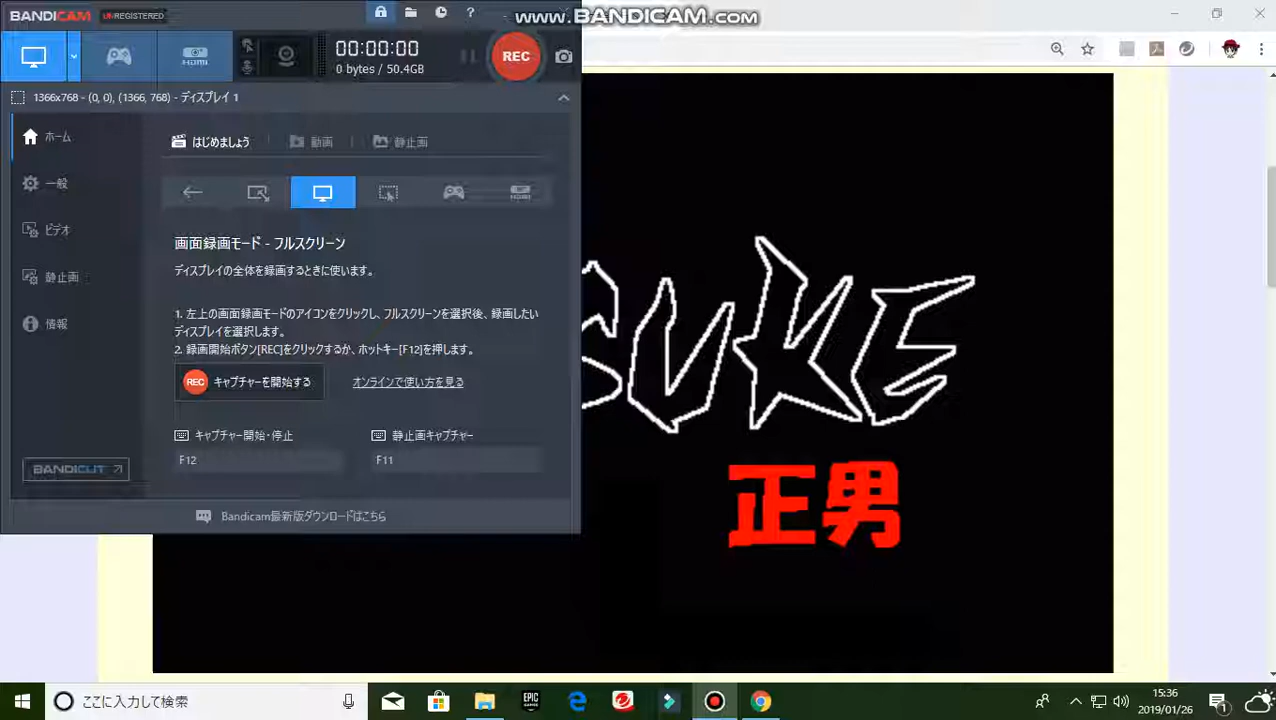 BANDICAM UNREGISTERED
www.BANDICAM.com
00:00:00
0 bytes / 50.4GB
REC
HDMI
1366x768 - (0, 0), (1366, 768) - ディスプレイ 1
ホーム
一般
ビデオ
静止画
情報
はじめましょう
動画
静止画
HDMI
画面録画モード - フルスクリーン
ディスプレイの全体を録画するときに使います。
1. 左上の画面録画モードのアイコンをクリックし、フルスクリーンを選択後、録画したい
ディスプレイを選択します。
2. 録画開始ボタン[REC]をクリックするか、ホットキー[F12]を押します。
REC キャプチャーを開始する
オンラインで使い方を見る
キャプチャー開始・停止
静止画キャプチャー
F12
F11
BANDICUT
Bandicam最新版ダウンロードはこちら
SUKE
正男
ここに入力して検索
EPIC GAMES
15:36
2019/01/26
1